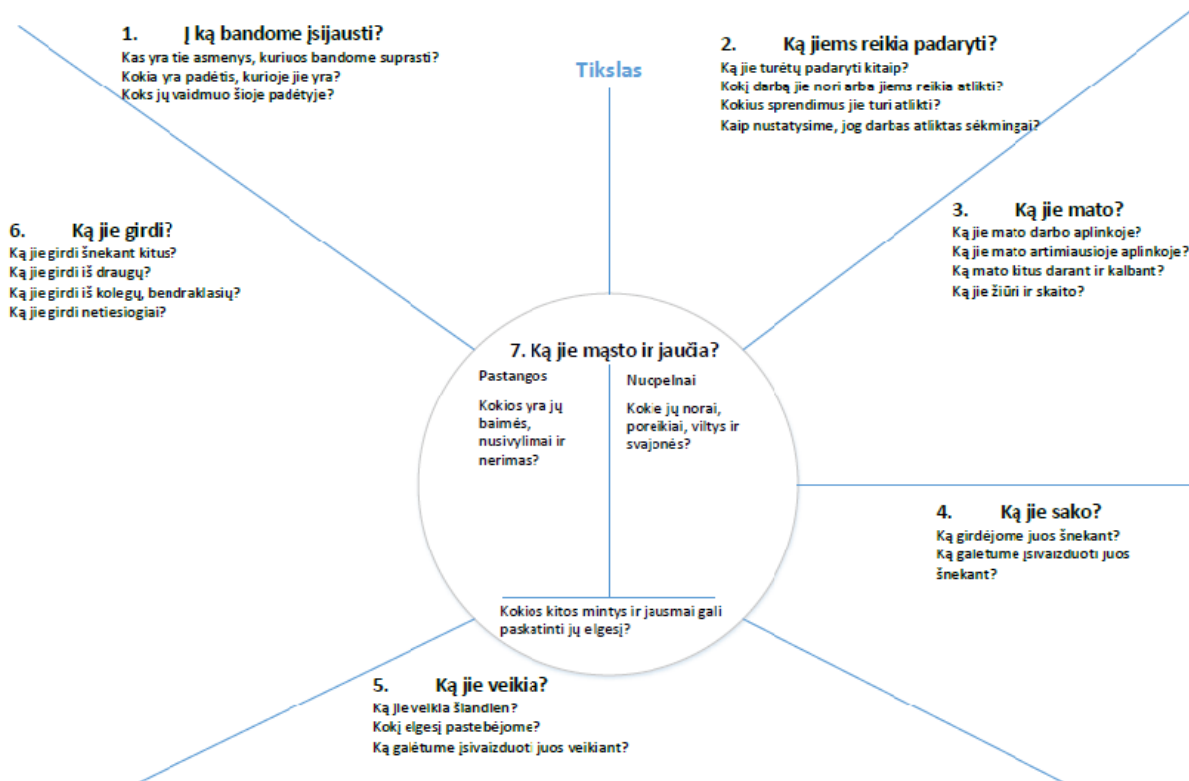 1. Į ką bandome įsijausti?
Kas yra tie asmenys, kuriuos bandome suprasti?
Kokia yra padėtis, kurioje jie yra?
Koks jų vaidmuo šioje padėtyje?
Tikslas
2. Ką jiems reikia padaryti?
Ką jie turėtų padaryti kitaip?
Kokį darbą jie nori arba jiems reikia atlikti?
Kokius sprendimus jie turi atlikti?
Kaip nustatysime, jog darbas atliktas sėkmingai?
3. Ką jie mato?
Ką jie mato darbo aplinkoje?
Ką jie mato artimiausioje aplinkoje?
Ką mato kitus darant ir kalbant?
Ką jie žiūri ir skaito?
4. Ką jie sako?
Ką girdėjome juos šnekant?
Ką galėtume įsivaizduoti juos
šnekant?
5. Ką jie veikia?
Ką jie veikia šiandien?
Kokį elgesį pastebėjome?
Ką galėtume įsivaizduoti juos veikiant?
6. Ką jie girdi?
Ką jie girdi šnekant kitus?
Ką jie girdi iš draugų?
Ką jie girdi iš kolegų, bendraklasių?
Ką jie girdi netiesiogiai?
7. Ką jie mąsto ir jaučia?
Pastangos
Kokios yra jų
baimės,
nusivylimai ir
nerimas?
Nuopelnai
Kokie jų norai,
poreikiai, viltys ir
svajonės?
Kokios kitos mintys ir jausmai gali
paskatinti jų elgesį?